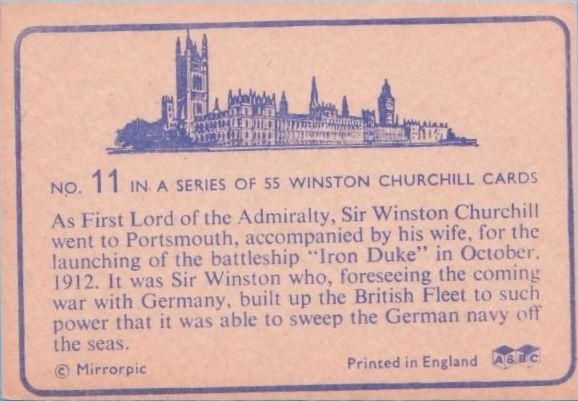 NO. 11 IN A SERIES OF 55 WINSTON CHURCHILL CARDS
As First Lord of the Admiralty, Sir Winston Churchill
went to Portsmouth, accompanied by his wife, for the
launching of the battleship "Iron Duke" in October,
1912. It was Sir Winston who, foreseeing the coming
war with Germany, built up the British Fleet to such
power that it was able to sweep the German navy off
the seas.
© Mirrorpic
Printed in England A&BC